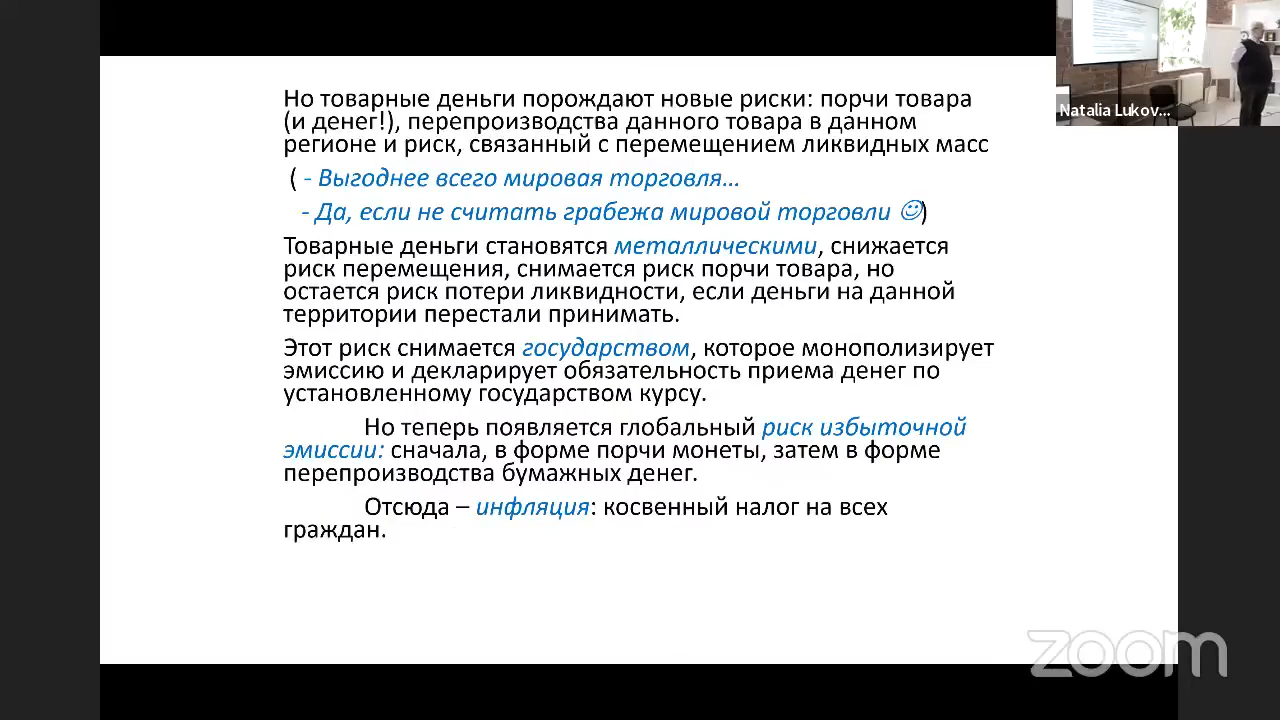 Но товарные деньги порождают новые риски: порчи товара
(и денег!), перепроизводства данного товара в данном
регионе и риск, связанный с перемещением ликвидных масс
( - Выгоднее всего мировая торговля...
- Да, если не считать грабежа мировой торговли ☺)
Товарные деньги становятся металлическими, снижается
риск перемещения, снимается риск порчи товара, но
остается риск потери ликвидности, если деньги на данной
территории перестали принимать.
Этот риск снимается государством, которое монополизирует
эмиссию и декларирует обязательность приема денег по
установленному государством курсу.
Но теперь появляется глобальный риск избыточной
эмиссии: сначала, в форме порчи монеты, затем в форме
перепроизводства бумажных денег.
Отсюда – инфляция: косвенный налог на всех
граждан.
Natalia Lukov...
zoom